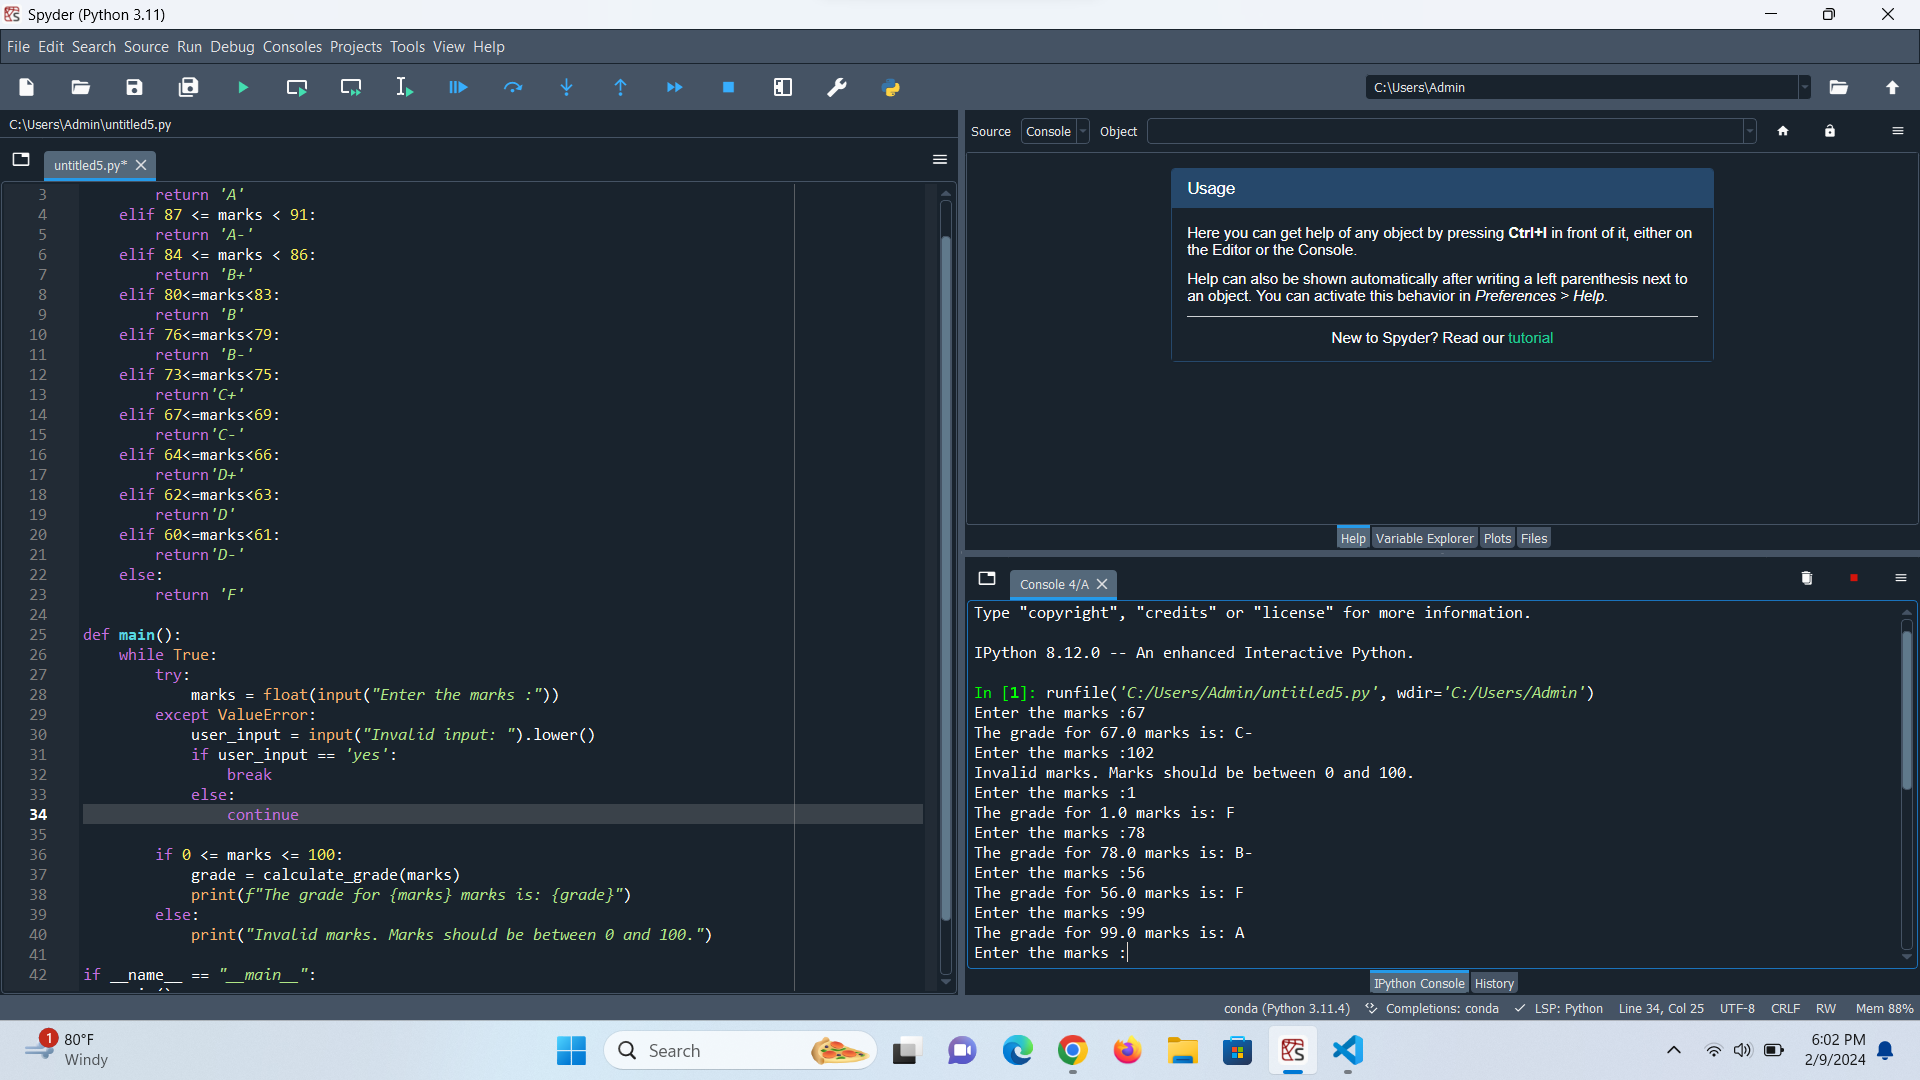 Spyder (Python 3.11)
File Edit Search Source Run Debug Consoles Projects Tools View Help
C:\Users\Admin
C:\Users\Admin\untitled5.py
untitled5.py*
3 return 'A'
4 elif 87 <= marks < 91:
5 return 'A-'
6 elif 84 <= marks < 86:
7 return 'B+'
8 elif 80<=marks<83:
9 return 'B'
10 elif 76<=marks<79:
11 return 'B-'
12 elif 73<=marks<75:
13 return'C+'
14 elif 67<=marks<69:
15 return'C-'
16 elif 64<=marks<66:
17 return'D+'
18 elif 62<=marks<63:
19 return'D'
20 elif 60<=marks<61:
21 return'D-'
22 else:
23 return 'F'
24
25 def main():
26 while True:
27 try:
28 marks = float(input("Enter the marks :"))
29 except ValueError:
30 user_input = input("Invalid input: ").lower()
31 if user_input == 'yes':
32 break
33 else:
34 continue
35
36 if 0 <= marks <= 100:
37 grade = calculate_grade(marks)
38 print(f"The grade for {marks} marks is: {grade}")
39 else:
40 print("Invalid marks. Marks should be between 0 and 100.")
41
42 if __name__ == "__main__":
Source Console Object
Usage
Here you can get help of any object by pressing Ctrl+I in front of it, either on
the Editor or the Console.
Help can also be shown automatically after writing a left parenthesis next to
an object. You can activate this behavior in Preferences > Help.
New to Spyder? Read our tutorial
Help Variable Explorer Plots Files
Console 4/A
Type "copyright", "credits" or "license" for more information.
IPython 8.12.0 -- An enhanced Interactive Python.
In [1]: runfile('C:/Users/Admin/untitled5.py', wdir='C:/Users/Admin')
Enter the marks :67
The grade for 67.0 marks is: C-
Enter the marks :102
Invalid marks. Marks should be between 0 and 100.
Enter the marks :1
The grade for 1.0 marks is: F
Enter the marks :78
The grade for 78.0 marks is: B-
Enter the marks :56
The grade for 56.0 marks is: F
Enter the marks :99
The grade for 99.0 marks is: A
Enter the marks :
IPython Console History
conda (Python 3.11.4) Completions: conda LSP: Python Line 34, Col 25 UTF-8 CRLF RW Mem 88%
1
80°F
Windy
Search
6:02 PM
2/9/2024